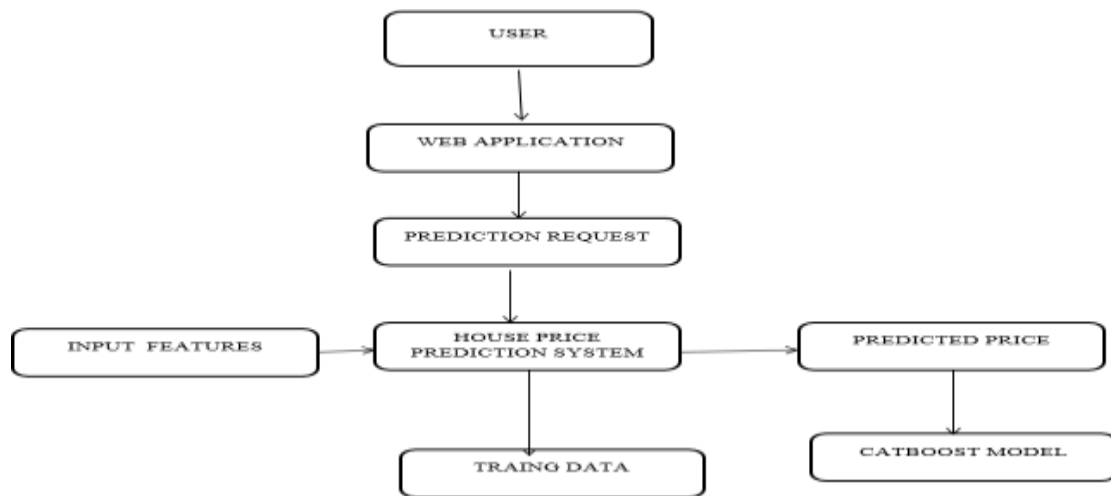 USER
WEB APPLICATION
PREDICTION REQUEST
INPUT FEATURES
HOUSE PRICE
PREDICTION SYSTEM
PREDICTED PRICE
TRAING DATA
CATBOOST MODEL